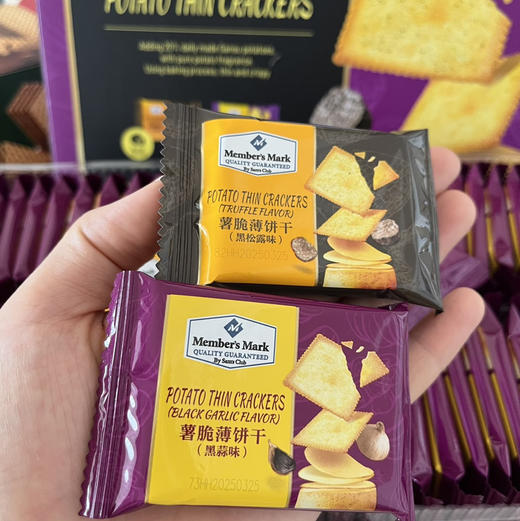 POTATO THIN CRACKERS
Member's Mark
QUALITY GUARANTEED
By Sam's Club
POTATO THIN CRACKERS
(TRUFFLE FLAVOR)
薯脆薄饼干
(黑松露味)
82HH20250325
Member's Mark
QUALITY GUARANTEED
By Sam's Club
POTATO THIN CRACKERS
(BLACK GARLIC FLAVOR)
薯脆薄饼干
(黑蒜味)
73HH20250325